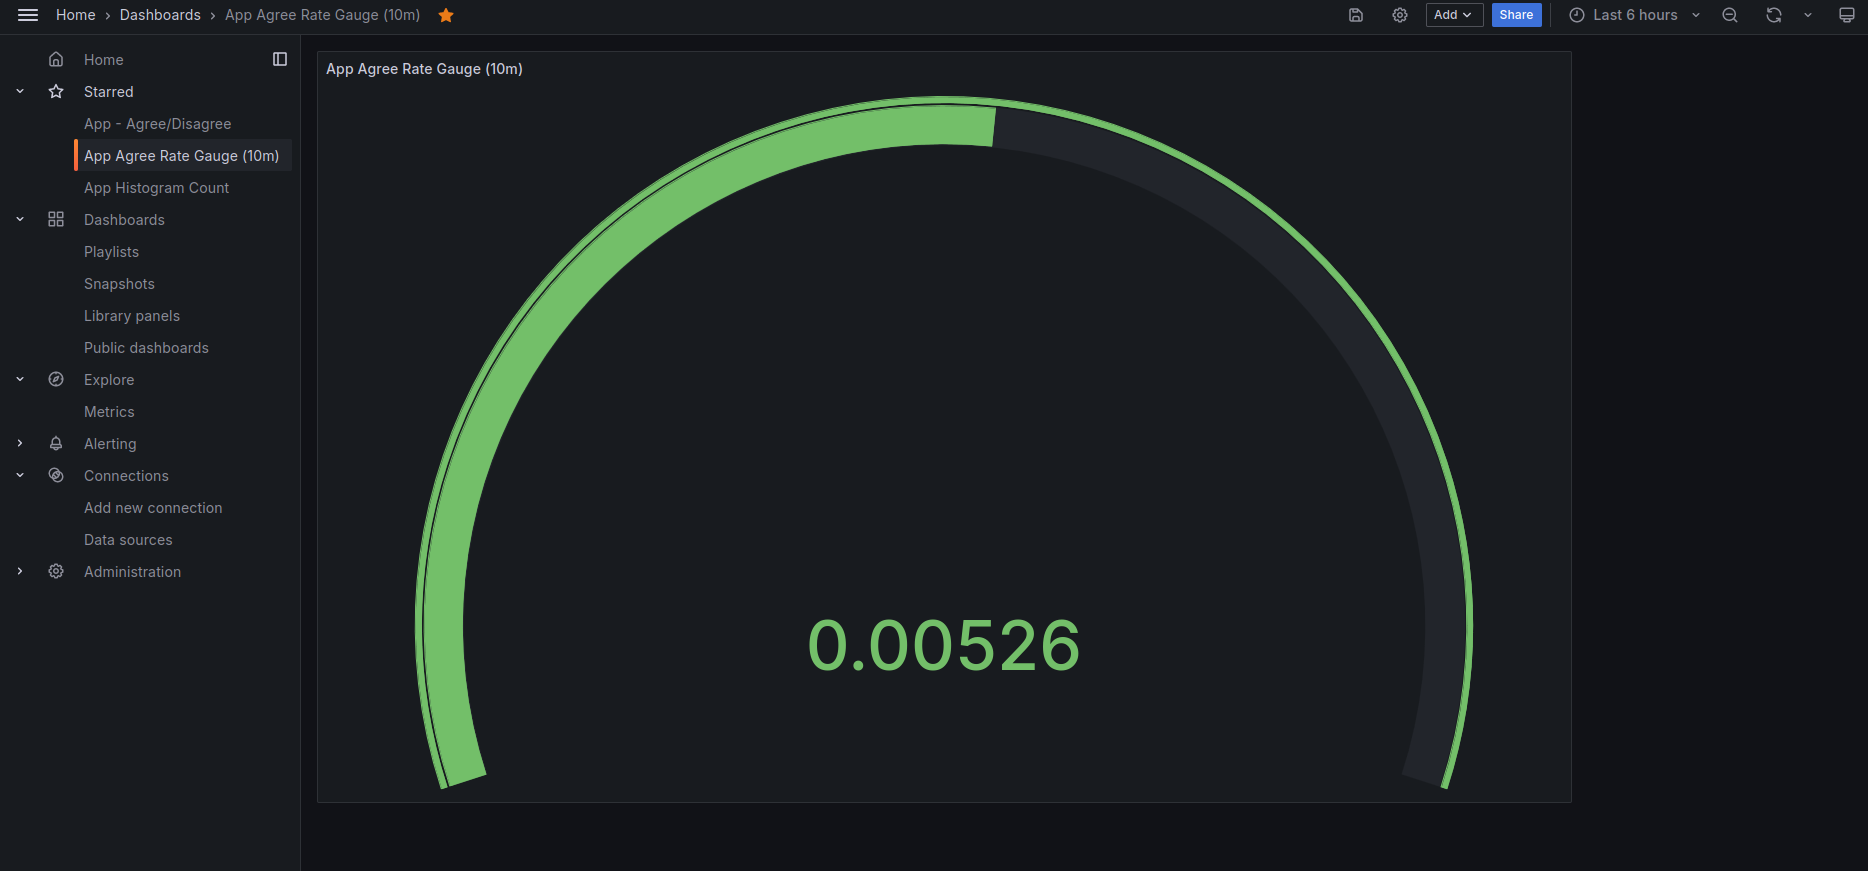 Home › Dashboards › App Agree Rate Gauge (10m)
Add
Share
Last 6 hours
Home
Starred
App - Agree/Disagree
App Agree Rate Gauge (10m)
App Histogram Count
Dashboards
Playlists
Snapshots
Library panels
Public dashboards
Explore
Metrics
Alerting
Connections
Add new connection
Data sources
Administration
App Agree Rate Gauge (10m)
0.00526